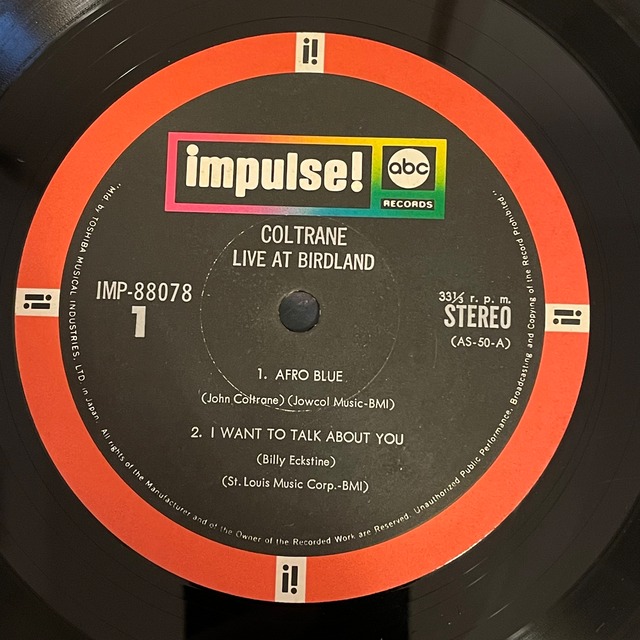 i!
impulse!
abc
RECORDS
COLTRANE
LIVE AT BIRDLAND
IMP-88078
1
33⅓ r. p. m.
STEREO
(AS-50-A)
1. AFRO BLUE
(John Coltrane) (Jowcol Music-BMI)
2. I WANT TO TALK ABOUT YOU
(Billy Eckstine)
(St. Louis Music Corp.-BMI)
"Mfd by TOSHIBA MUSICAL INDUSTRIES, LTD. in Japan. All rights of the Manufacturer and of the Owner of the Recorded Work are Reserved. Unauthorized Public Performance, Broadcasting and Copying of the Record Prohibited."
i!
i!
i!